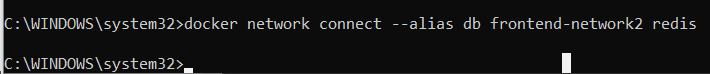 C:\WINDOWS\system32>docker network connect --alias db frontend-network2 redis
C:\WINDOWS\system32>